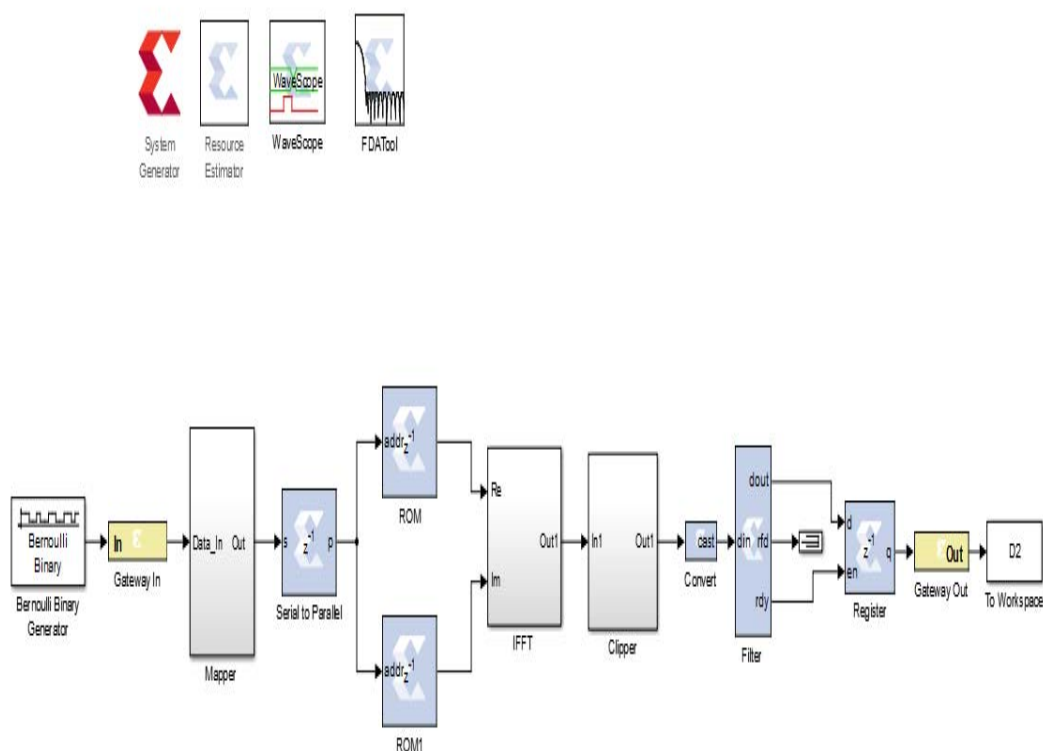 WaveScope
System
Generator
Resource
Estimator
WaveScope
FDATool
Bernoulli
Binary
Bernoulli Binary
Generator
In
Gateway In
Data_In Out
Mapper
s z⁻¹ p
Serial to Parallel
addr z⁻¹
ROM
addr z⁻¹
ROM1
Re
Im
Out1
IFFT
In1 Out1
Clipper
cast
Convert
din
dout
rfd
rdy
Filter
d
z⁻¹ q
en
Register
Out
Gateway Out
D2
To Workspace